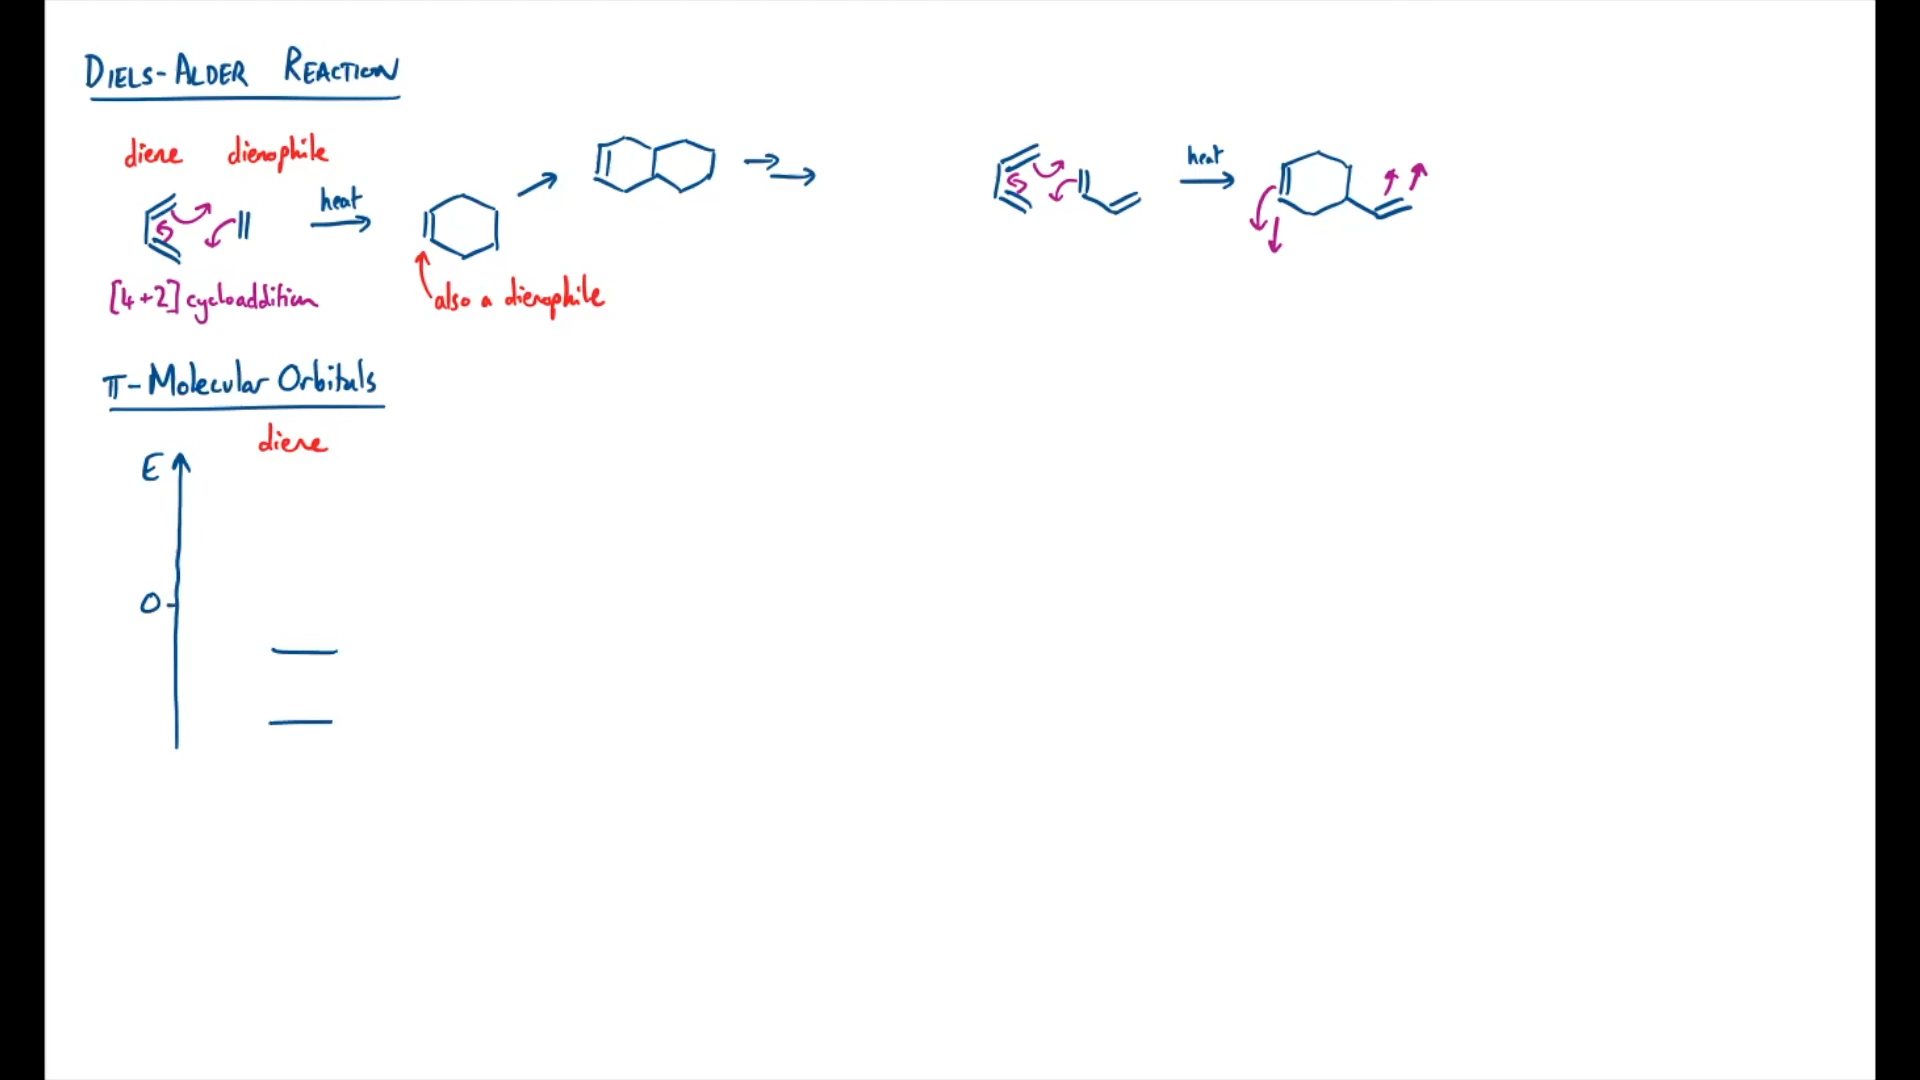 DIELS-ALDER REACTION
diene dienophile
heat
heat
[4+2] cycloaddition
also a dienophile
π-Molecular Orbitals
diene
E
0